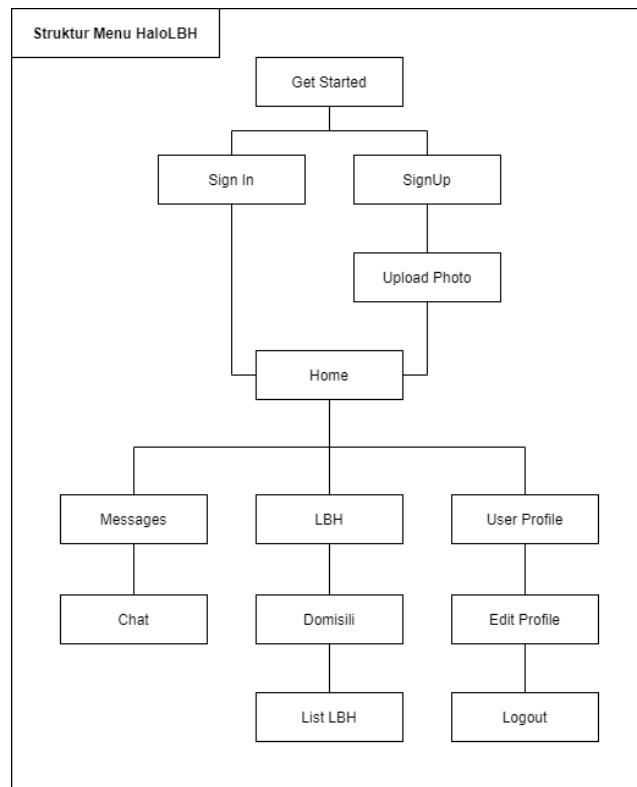 Struktur Menu HaloLBH
Get Started
Sign In
SignUp
Upload Photo
Home
Messages
LBH
User Profile
Chat
Domisili
Edit Profile
List LBH
Logout